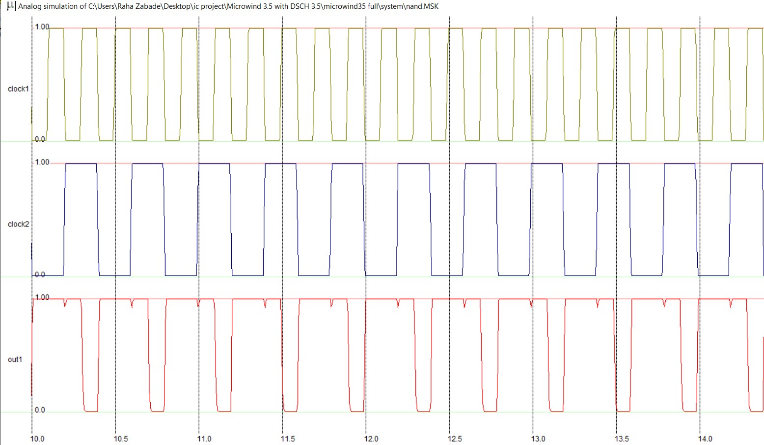 Analog simulation of C:\Users\Raha Zabade\Desktop\ic project\Microwind 3.5 with DSCH 3.5\microwind35 full\system\nand.MSK
1.00
clock1
0.0
1.00
clock2
0.0
1.00
out1
0.0
10.0 10.5 11.0 11.5 12.0 12.5 13.0 13.5 14.0